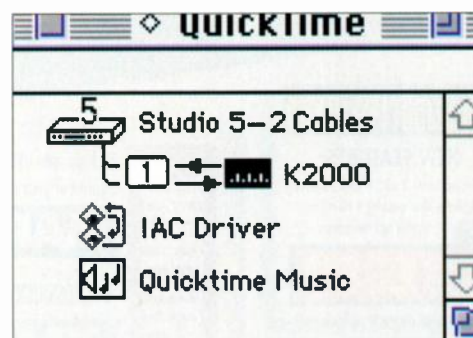 ◇ QuickTime
5
Studio 5-2 Cables
1 K2000
IAC Driver
Quicktime Music